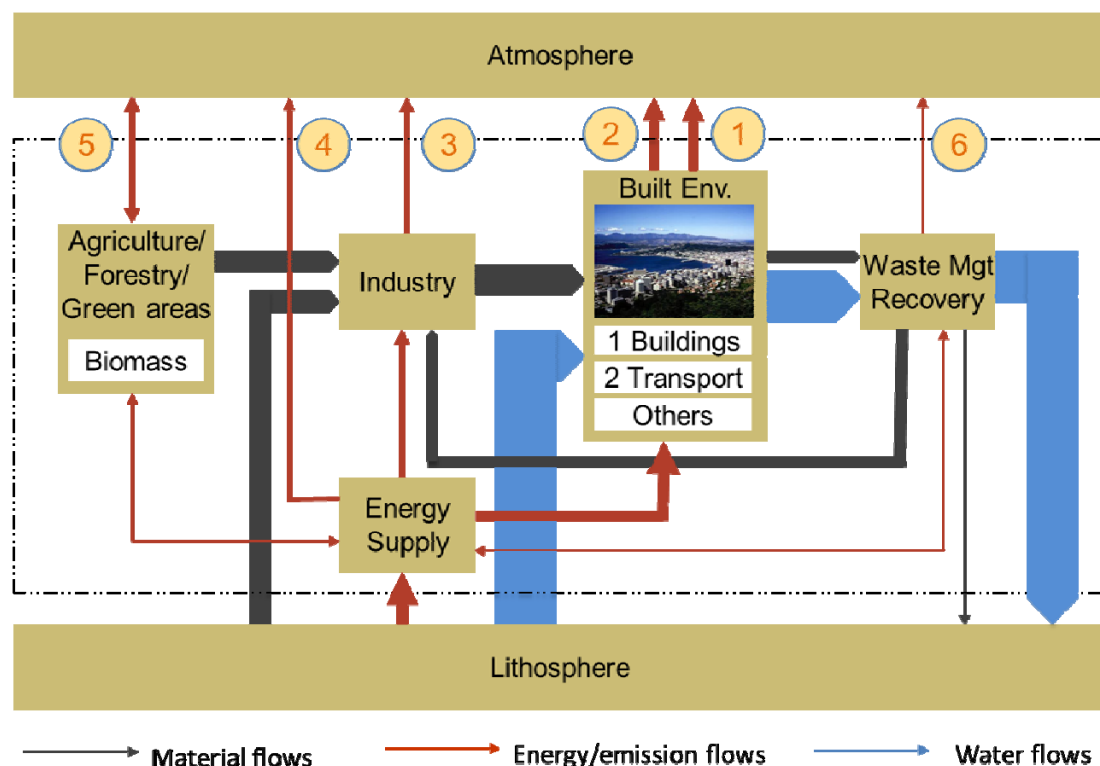 Atmosphere
5
4
3
2
1
6
Built Env.
Agriculture/
Forestry/
Green areas
Biomass
Industry
Waste Mgt
Recovery
1 Buildings
2 Transport
Others
Energy
Supply
Lithosphere
Material flows
Energy/emission flows
Water flows